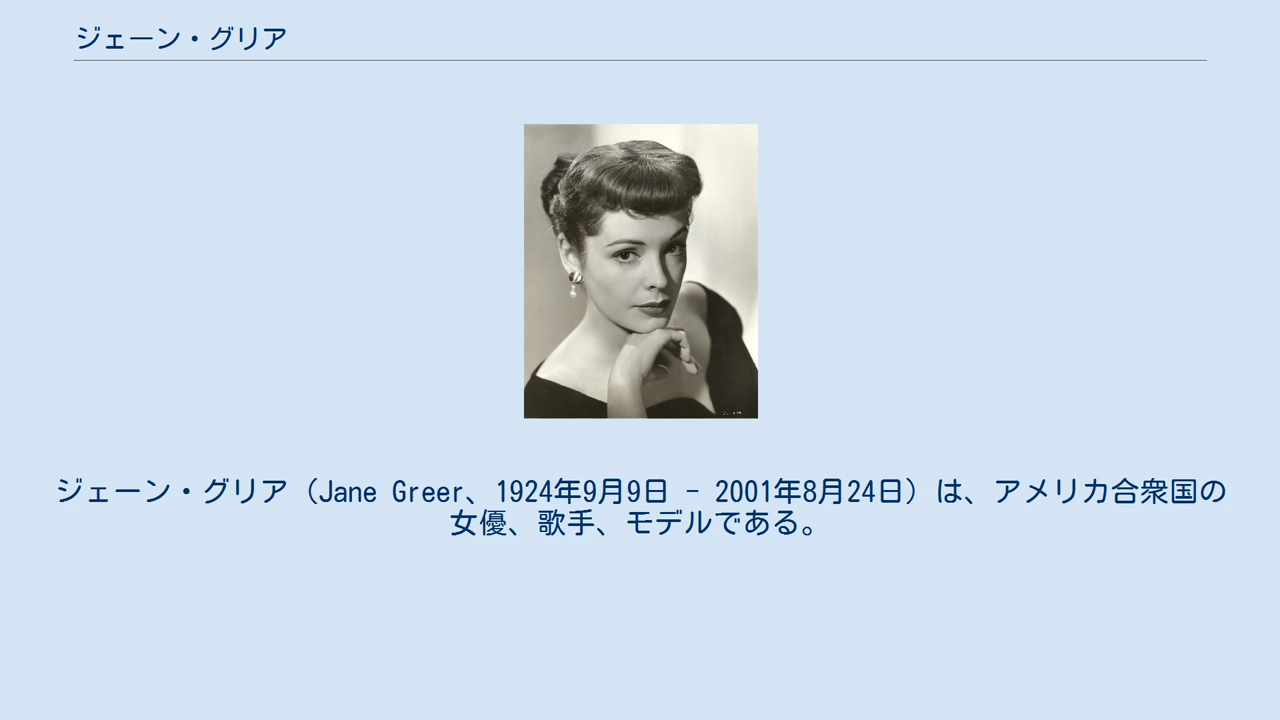 ジェーン・グリア
ジェーン・グリア（Jane Greer、1924年9月9日 - 2001年8月24日）は、アメリカ合衆国の
女優、歌手、モデルである。